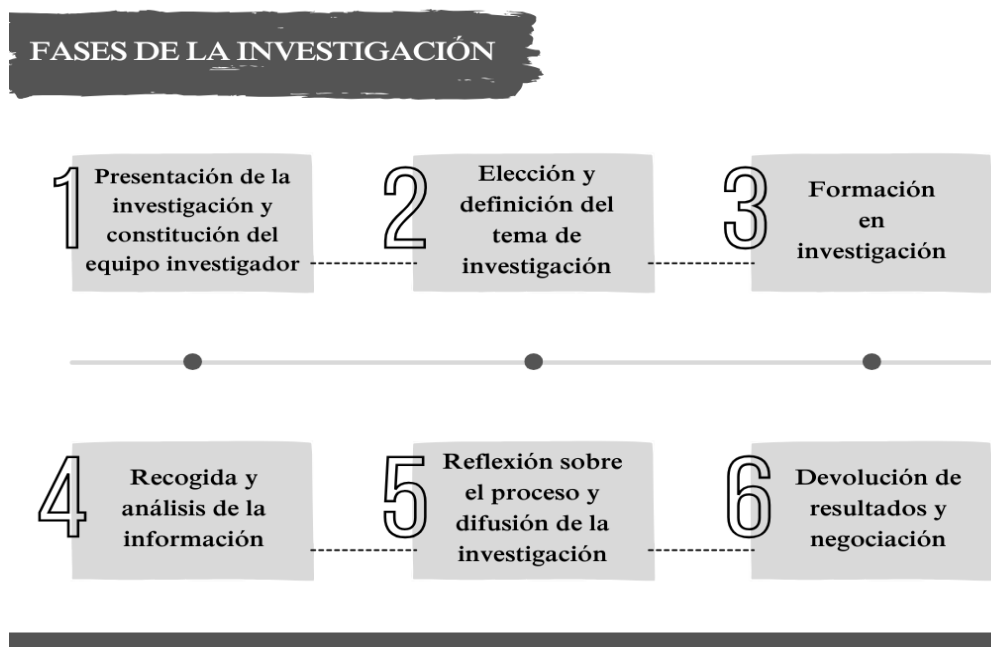 FASES DE LA INVESTIGACIÓN
1
Presentación de la
investigación y
constitución del
equipo investigador
2
Elección y
definición del
tema de
investigación
3
Formación
en
investigación
4
Recogida y
análisis de la
información
5
Reflexión sobre
el proceso y
difusión de la
investigación
6
Devolución de
resultados y
negociación